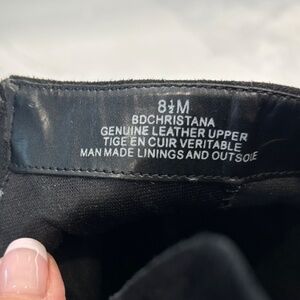 8½M
BDCHRISTANA
GENUINE LEATHER UPPER
TIGE EN CUIR VERITABLE
MAN MADE LININGS AND OUTSOLE